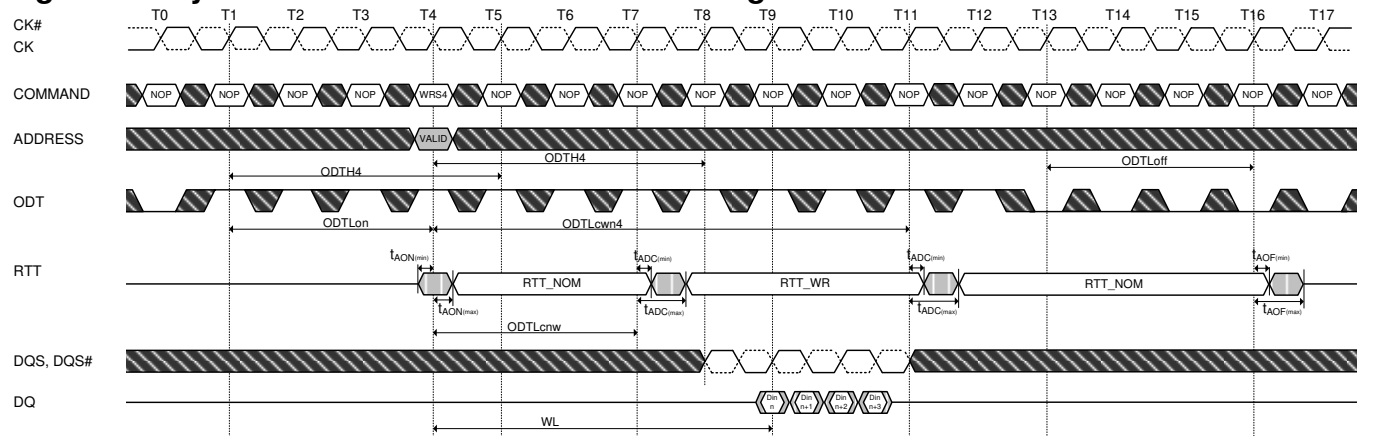 T0 T1 T2 T3 T4 T5 T6 T7 T8 T9 T10 T11 T12 T13 T14 T15 T16 T17
CK#
CK
COMMAND NOP NOP NOP NOP WRS4 NOP NOP NOP NOP NOP NOP NOP NOP NOP NOP NOP NOP NOP
ADDRESS VALID
ODTH4 ODTLoff
ODTH4
ODT
ODTLon ODTLcwn4
tAON(min) tADC(min) tADC(min) tAOF(min)
RTT RTT_NOM RTT_WR RTT_NOM
tAON(max) tADC(max) tADC(max) tAOF(max)
ODTLcnw
DQS, DQS#
DQ Din n Din n+1 Din n+2 Din n+3
WL